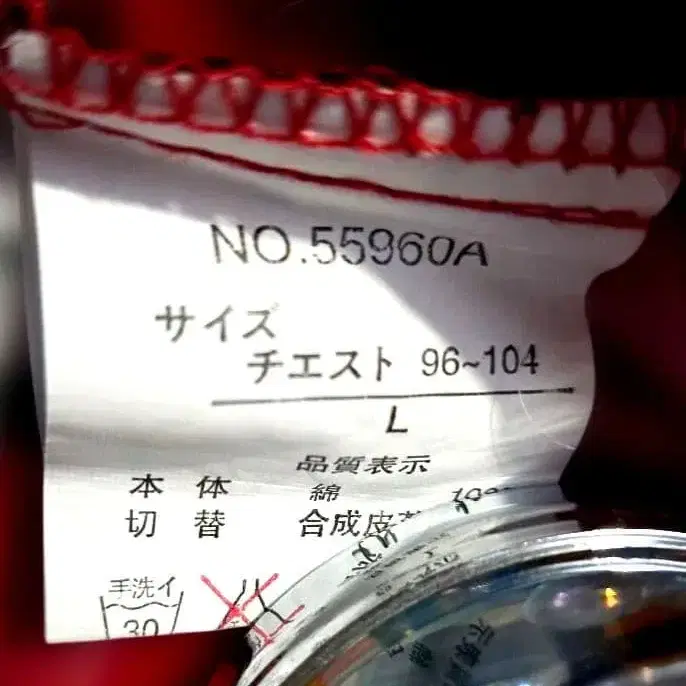 NO.55960A
サイズ
チエスト 96~104
L
品質表示
本体 綿
切替 合成皮革
手洗イ
30